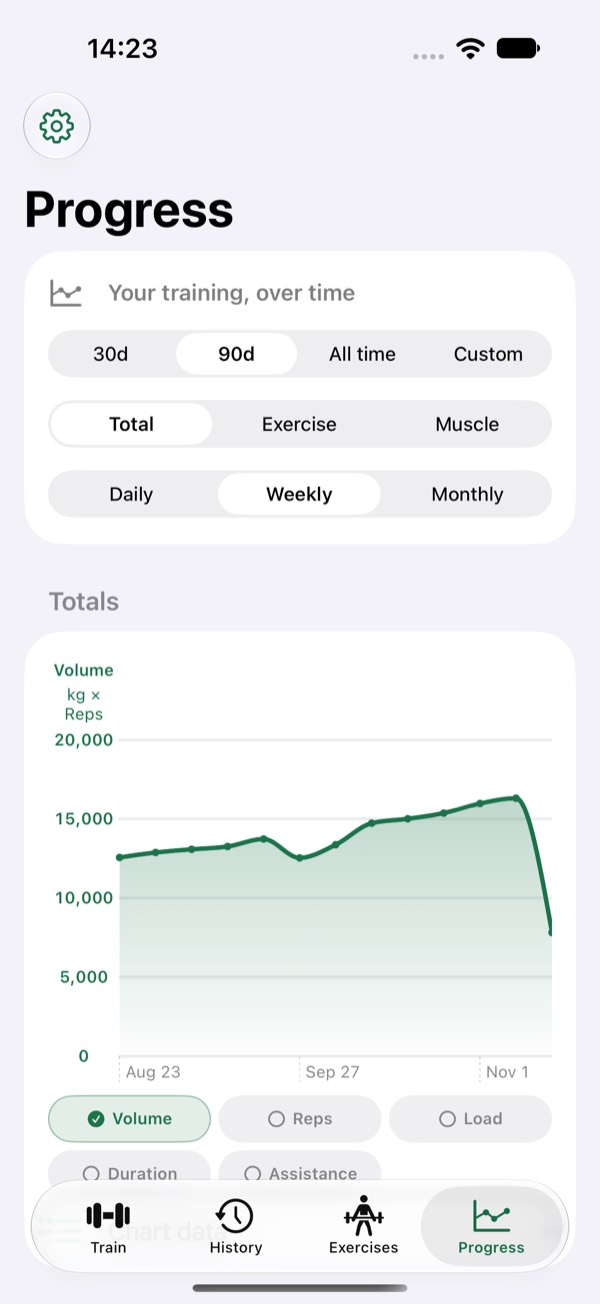 14:23
Progress
Your training, over time
30d 90d All time Custom
Total Exercise Muscle
Daily Weekly Monthly
Totals
Volume
kg ×
Reps
20,000
15,000
10,000
5,000
0
Aug 23 Sep 27 Nov 1
Volume Reps Load
Duration Assistance
Chart data
Train History Exercises Progress